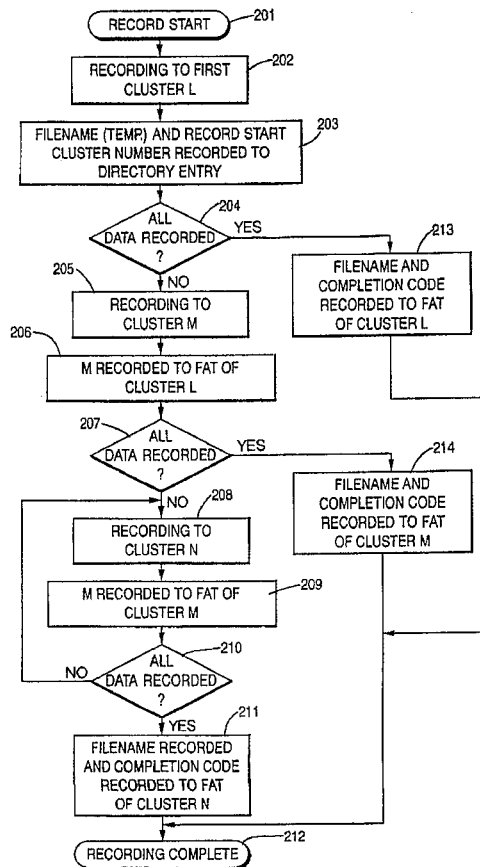 RECORD START
201
RECORDING TO FIRST
CLUSTER L
202
FILENAME (TEMP.) AND RECORD START
CLUSTER NUMBER RECORDED TO
DIRECTORY ENTRY
203
ALL
DATA RECORDED
?
204
YES
NO
213
FILENAME AND
COMPLETION CODE
RECORDED TO FAT
OF CLUSTER L
205
RECORDING TO
CLUSTER M
206
M RECORDED TO FAT OF
CLUSTER L
207
ALL
DATA RECORDED
?
YES
NO
214
FILENAME AND
COMPLETION CODE
RECORDED TO FAT
OF CLUSTER M
208
RECORDING TO
CLUSTER N
M RECORDED TO FAT OF
CLUSTER M
209
210
ALL
DATA RECORDED
?
NO
YES
211
FILENAME RECORDED
AND COMPLETION CODE
RECORDED TO FAT
OF CLUSTER N
212
RECORDING COMPLETE